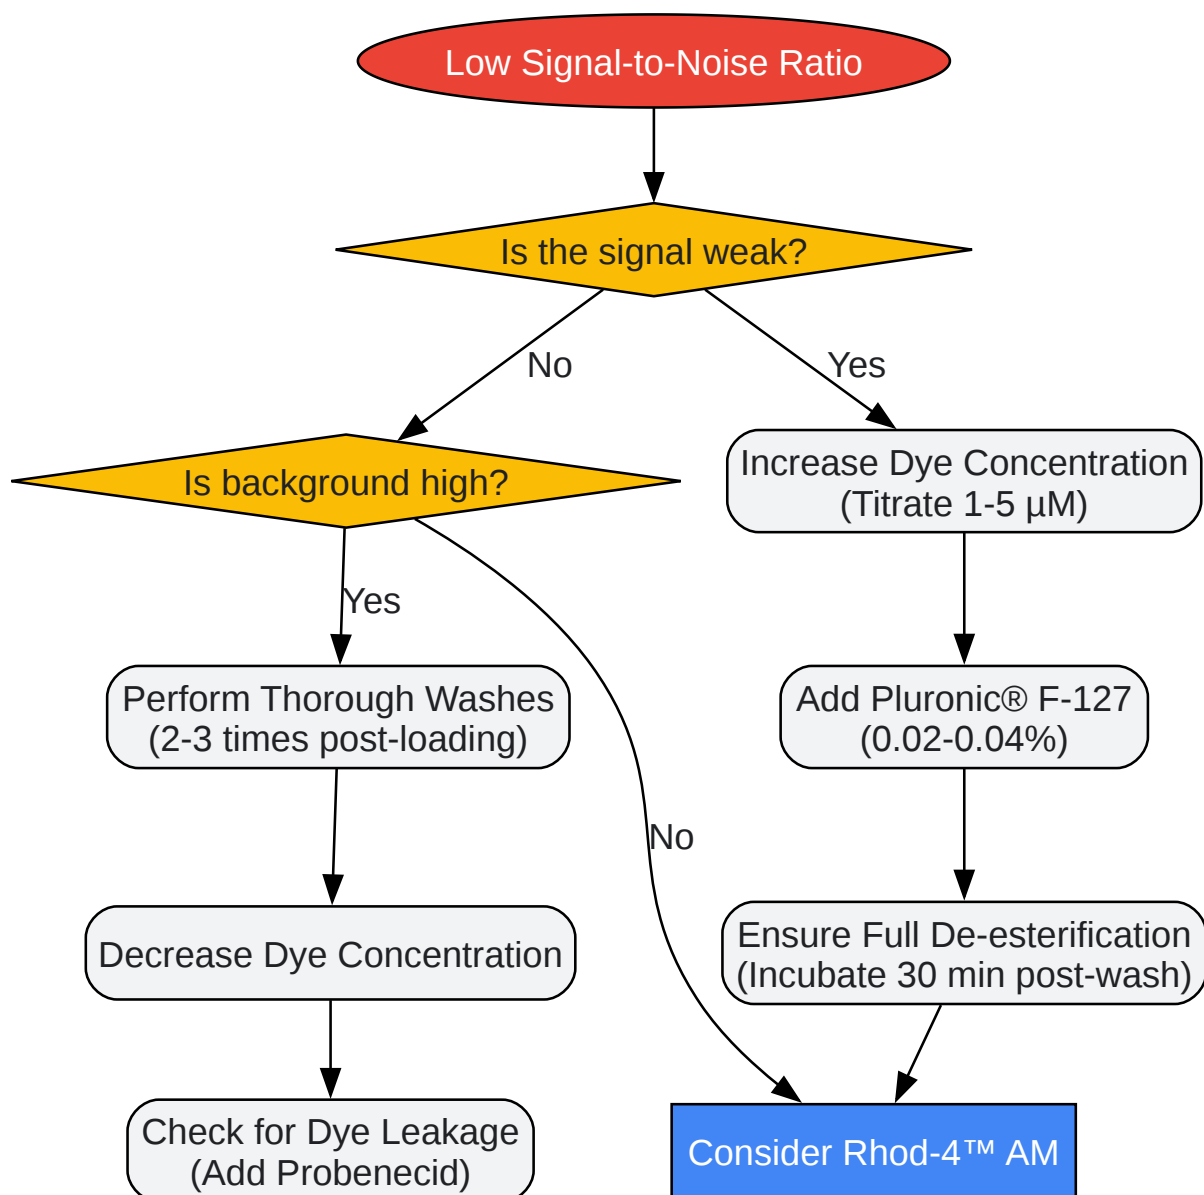 Low Signal-to-Noise Ratio
Is the signal weak?
No
Yes
Is background high?
Increase Dye Concentration
(Titrate 1-5 µM)
Yes
Perform Thorough Washes
(2-3 times post-loading)
Add Pluronic® F-127
(0.02-0.04%)
No
Decrease Dye Concentration
Ensure Full De-esterification
(Incubate 30 min post-wash)
Check for Dye Leakage
(Add Probenecid)
Consider Rhod-4™ AM